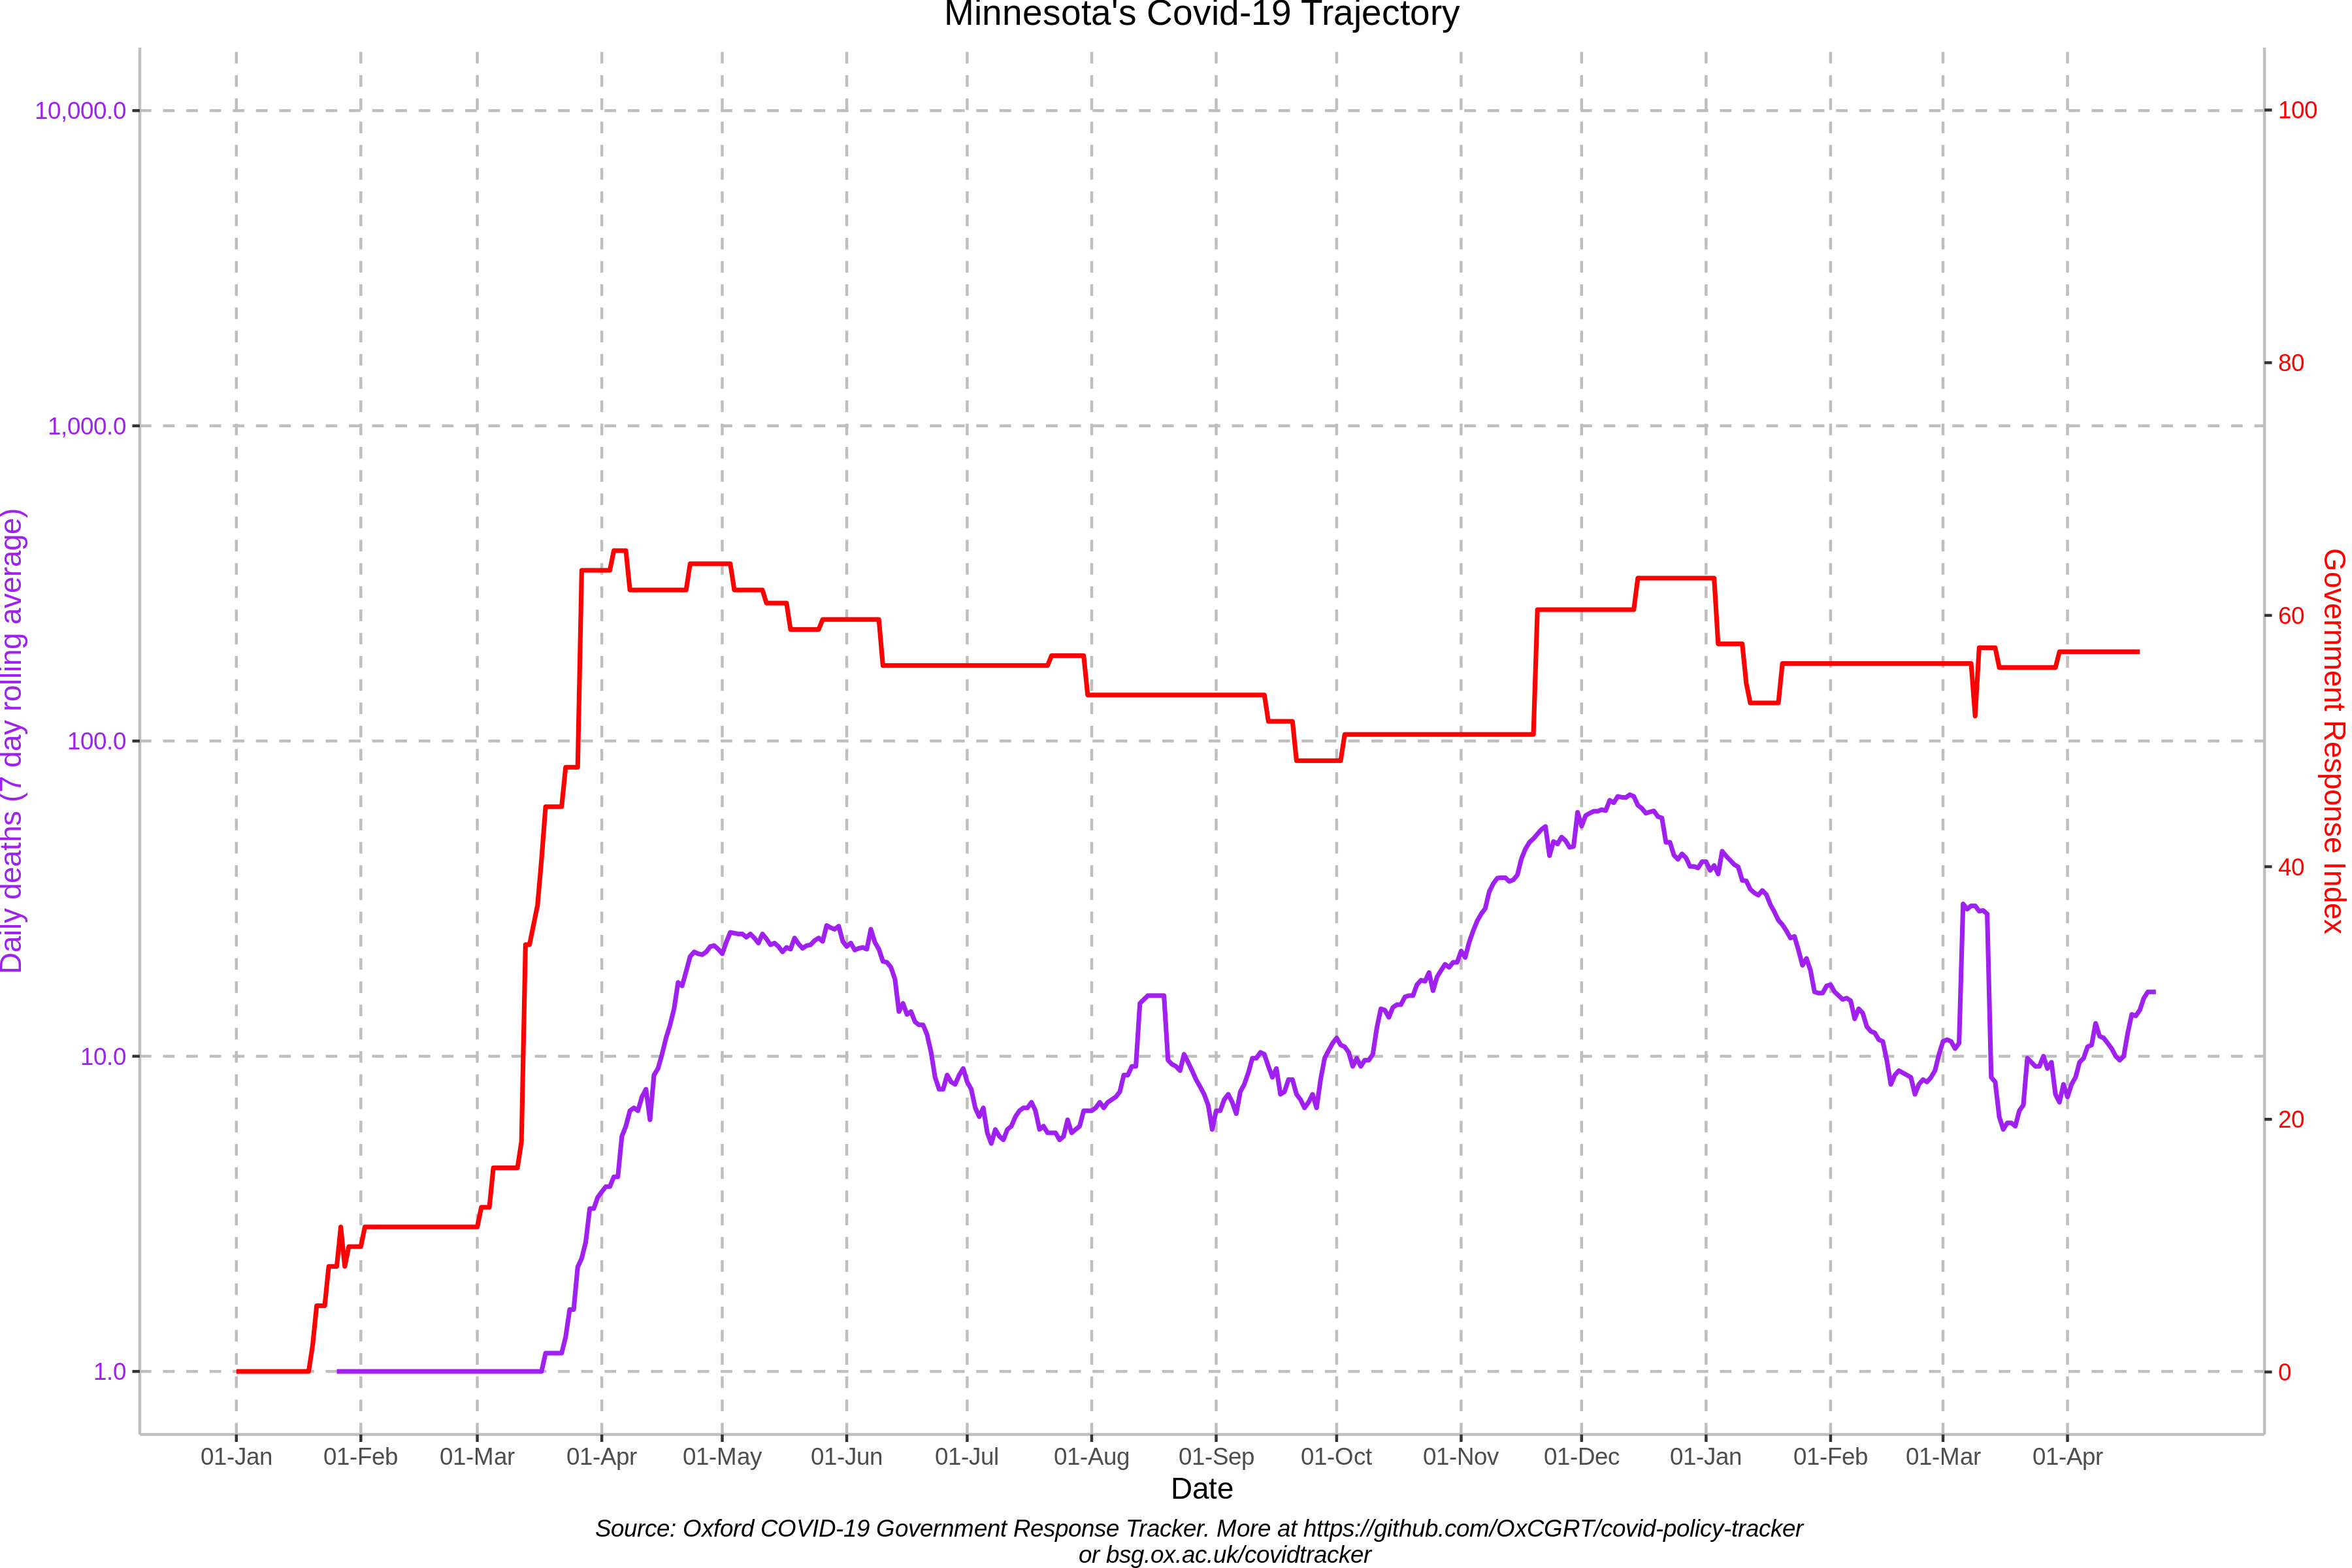 Minnesota's Covid-19 Trajectory
10,000.0
1,000.0
100.0
10.0
1.0
Daily deaths (7 day rolling average)
100
80
60
40
20
0
Government Response Index
01-Jan 01-Feb 01-Mar 01-Apr 01-May 01-Jun 01-Jul 01-Aug 01-Sep 01-Oct 01-Nov 01-Dec 01-Jan 01-Feb 01-Mar 01-Apr
Date
Source: Oxford COVID-19 Government Response Tracker. More at https://github.com/OxCGRT/covid-policy-tracker
or bsg.ox.ac.uk/covidtracker